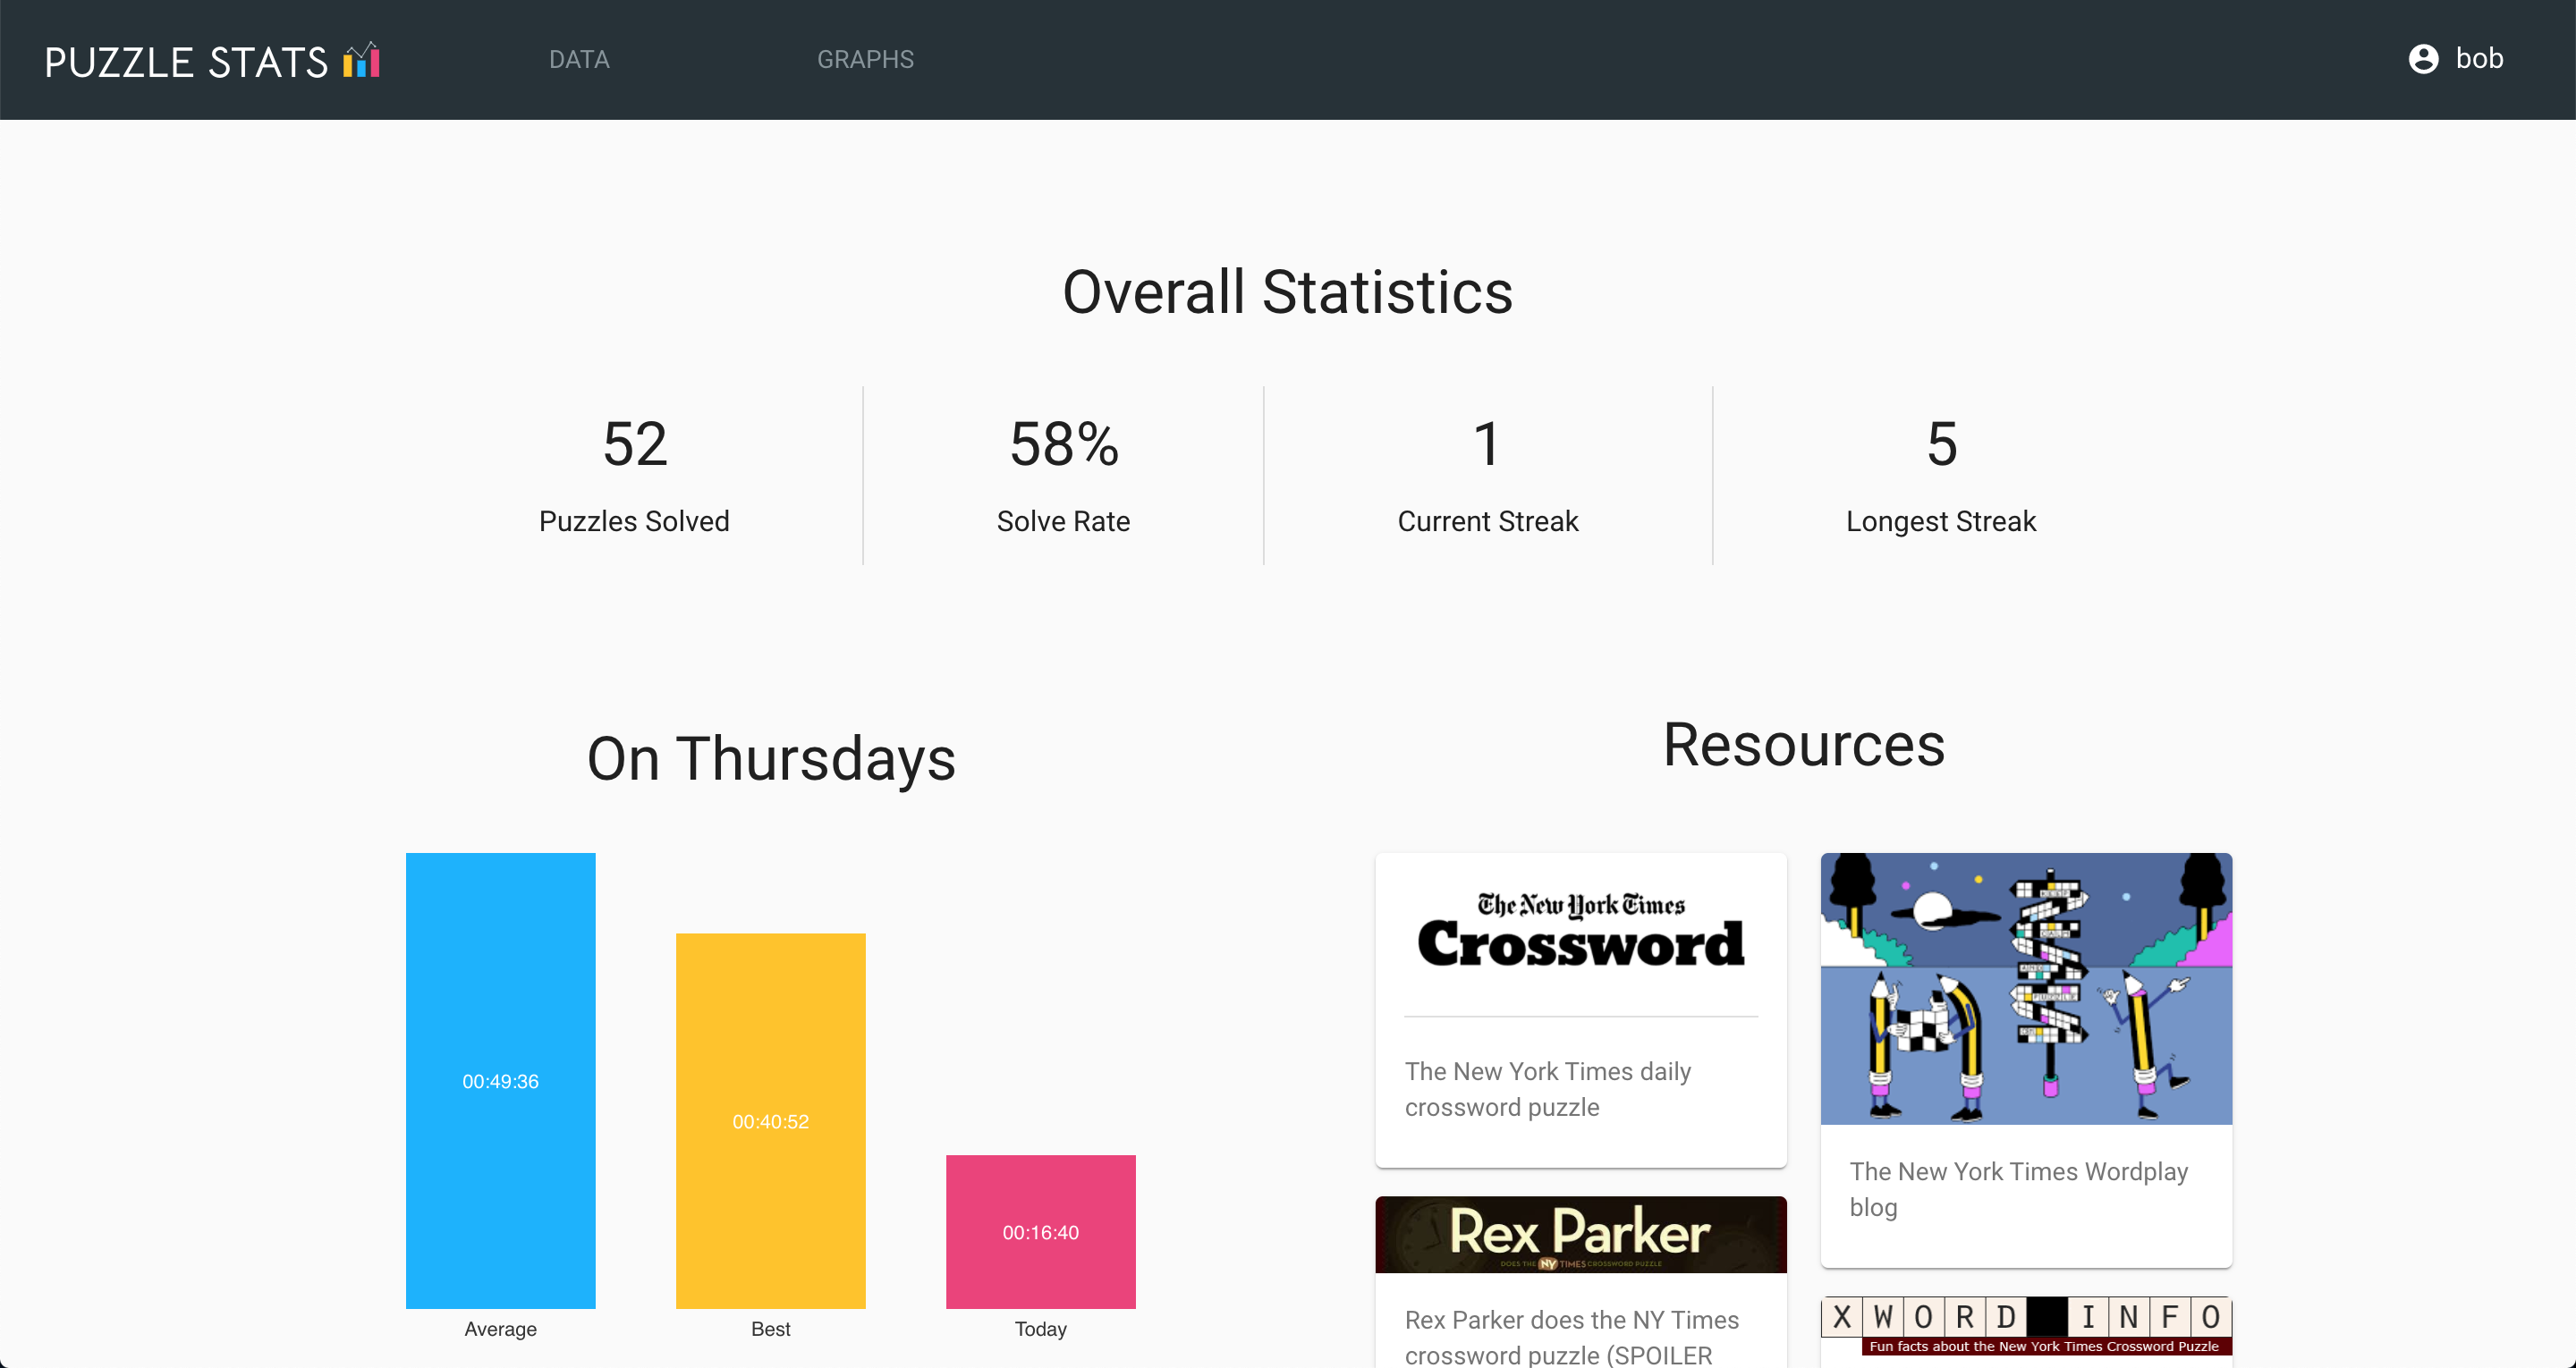 PUZZLE STATS
DATA
GRAPHS
bob
Overall Statistics
52
Puzzles Solved
58%
Solve Rate
1
Current Streak
5
Longest Streak
On Thursdays
00:49:36
00:40:52
00:16:40
Average
Best
Today
Resources
The New York Times
Crossword
The New York Times daily
crossword puzzle
Rex Parker
DOES THE NY TIMES CROSSWORD PUZZLE
Rex Parker does the NY Times
crossword puzzle (SPOILER
The New York Times Wordplay
blog
XWORD INFO
Fun facts about the New York Times Crossword Puzzle